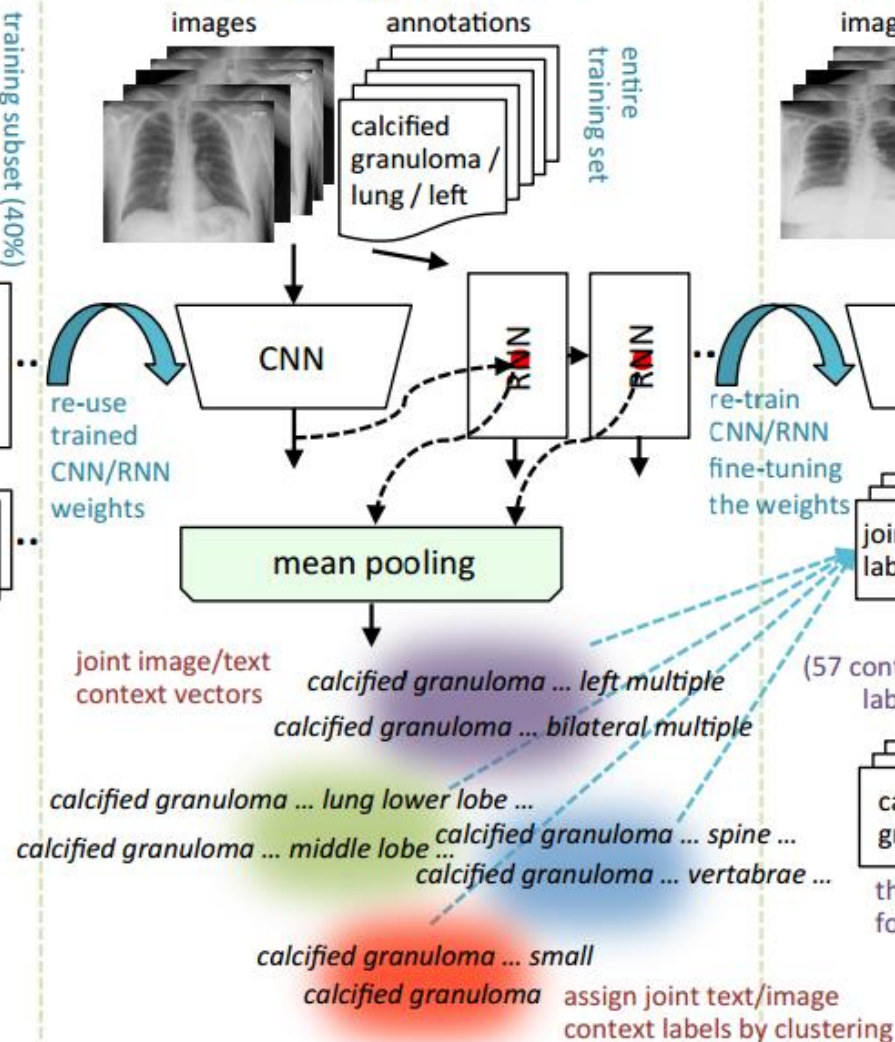 training subset (40%)
images
annotations
entire
training set
calcified
granuloma /
lung / left
CNN
RNN
RNN
re-use
trained
CNN/RNN
weights
re-train
CNN/RNN
fine-tuning
the weights
mean pooling
joint image/text
context vectors
calcified granuloma ... left multiple
calcified granuloma ... bilateral multiple
calcified granuloma ... lung lower lobe ...
calcified granuloma ... middle lobe ...
calcified granuloma ... spine ...
calcified granuloma ... vertabrae ...
calcified granuloma ... small
calcified granuloma
assign joint text/image
context labels by clustering
(57